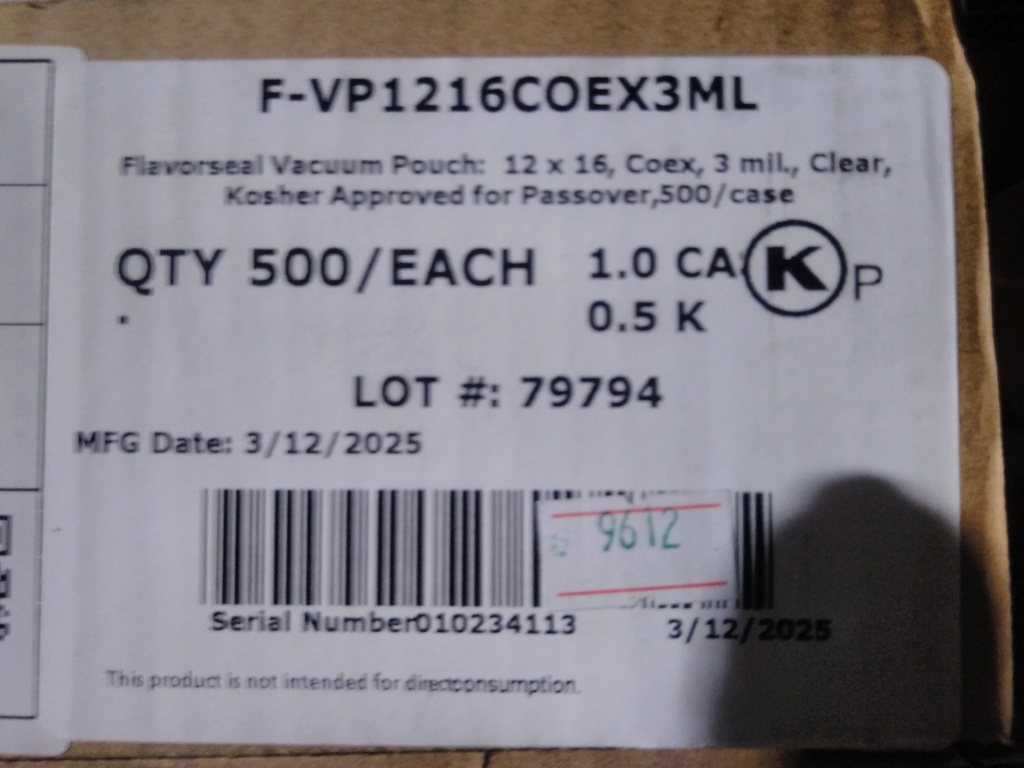 F-VP1216COEX3ML
Flavorseal Vacuum Pouch: 12 x 16, Coex, 3 mil., Clear,
Kosher Approved for Passover,500/case
QTY 500/EACH 1.0 CA
K P
. 0.5 K
LOT #: 79794
MFG Date: 3/12/2025
9612
Serial Number010234113 3/12/2025
This product is not intended for directconsumption.